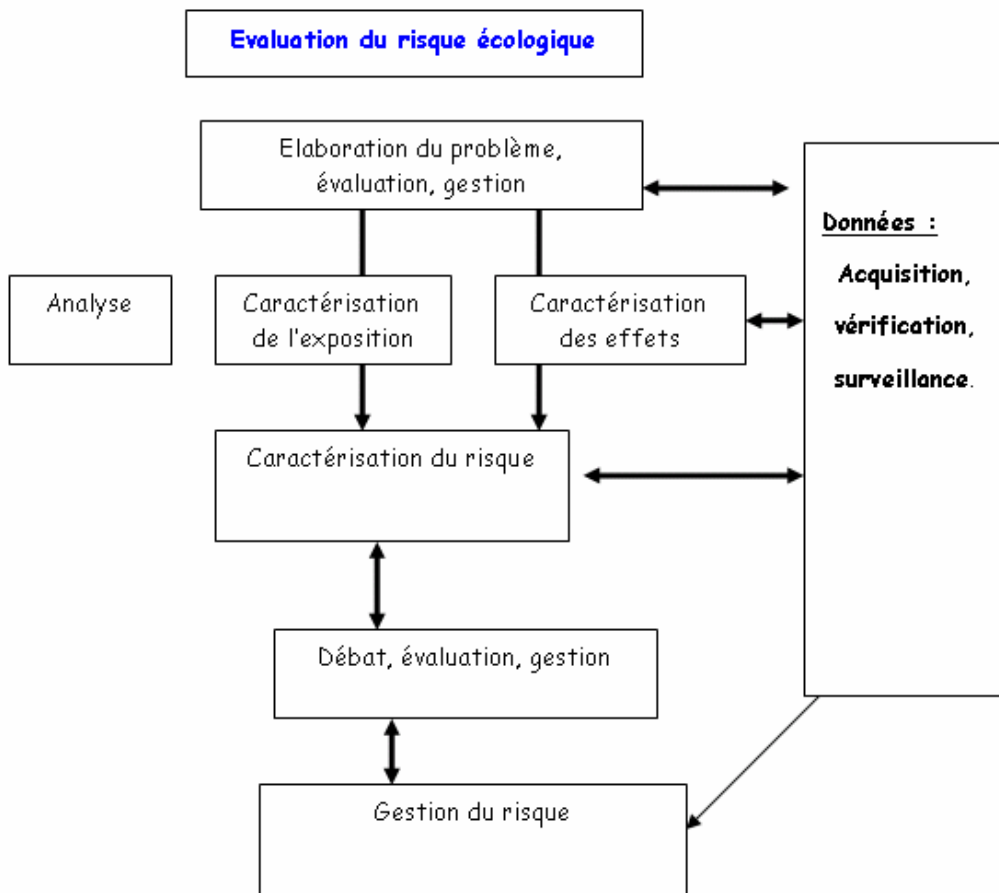 Evaluation du risque écologique
Elaboration du problème,
évaluation, gestion
Données :
Acquisition,
vérification,
surveillance.
Analyse
Caractérisation
de l'exposition
Caractérisation
des effets
Caractérisation du risque
Débat, évaluation, gestion
Gestion du risque